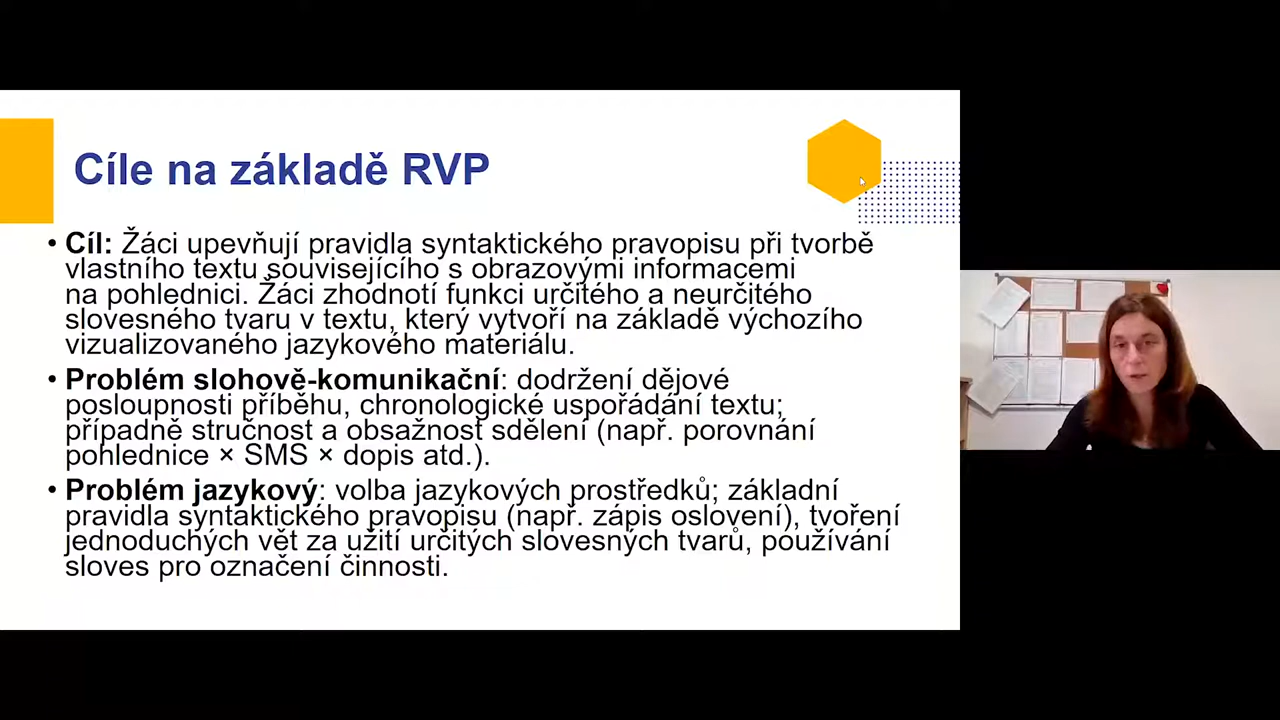 Cíle na základě RVP
• Cíl: Žáci upevňují pravidla syntaktického pravopisu při tvorbě
vlastního textu souvisejícího s obrazovými informacemi
na pohlednici. Žáci zhodnotí funkci určitého a neurčitého
slovesného tvaru v textu, který vytvoří na základě výchozího
vizualizovaného jazykového materiálu.
• Problém slohově-komunikační: dodržení dějové
posloupnosti příběhu, chronologické uspořádání textu;
případně stručnost a obsažnost sdělení (např. porovnání
pohlednice × SMS × dopis atd.).
• Problém jazykový: volba jazykových prostředků; základní
pravidla syntaktického pravopisu (např. zápis oslovení), tvoření
jednoduchých vět za užití určitých slovesných tvarů, používání
sloves pro označení činnosti.